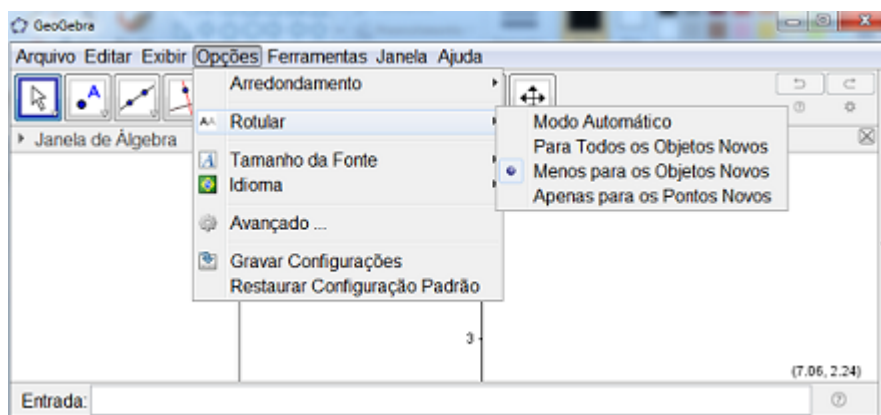 GeoGebra
Arquivo Editar Exibir Opções Ferramentas Janela Ajuda
A
Janela de Álgebra
Arredondamento
AA Rotular
A Tamanho da Fonte
Idioma
Avançado ...
Gravar Configurações
Restaurar Configuração Padrão
Modo Automático
Para Todos os Objetos Novos
Menos para os Objetos Novos
Apenas para os Pontos Novos
3
(7.06, 2.24)
Entrada: